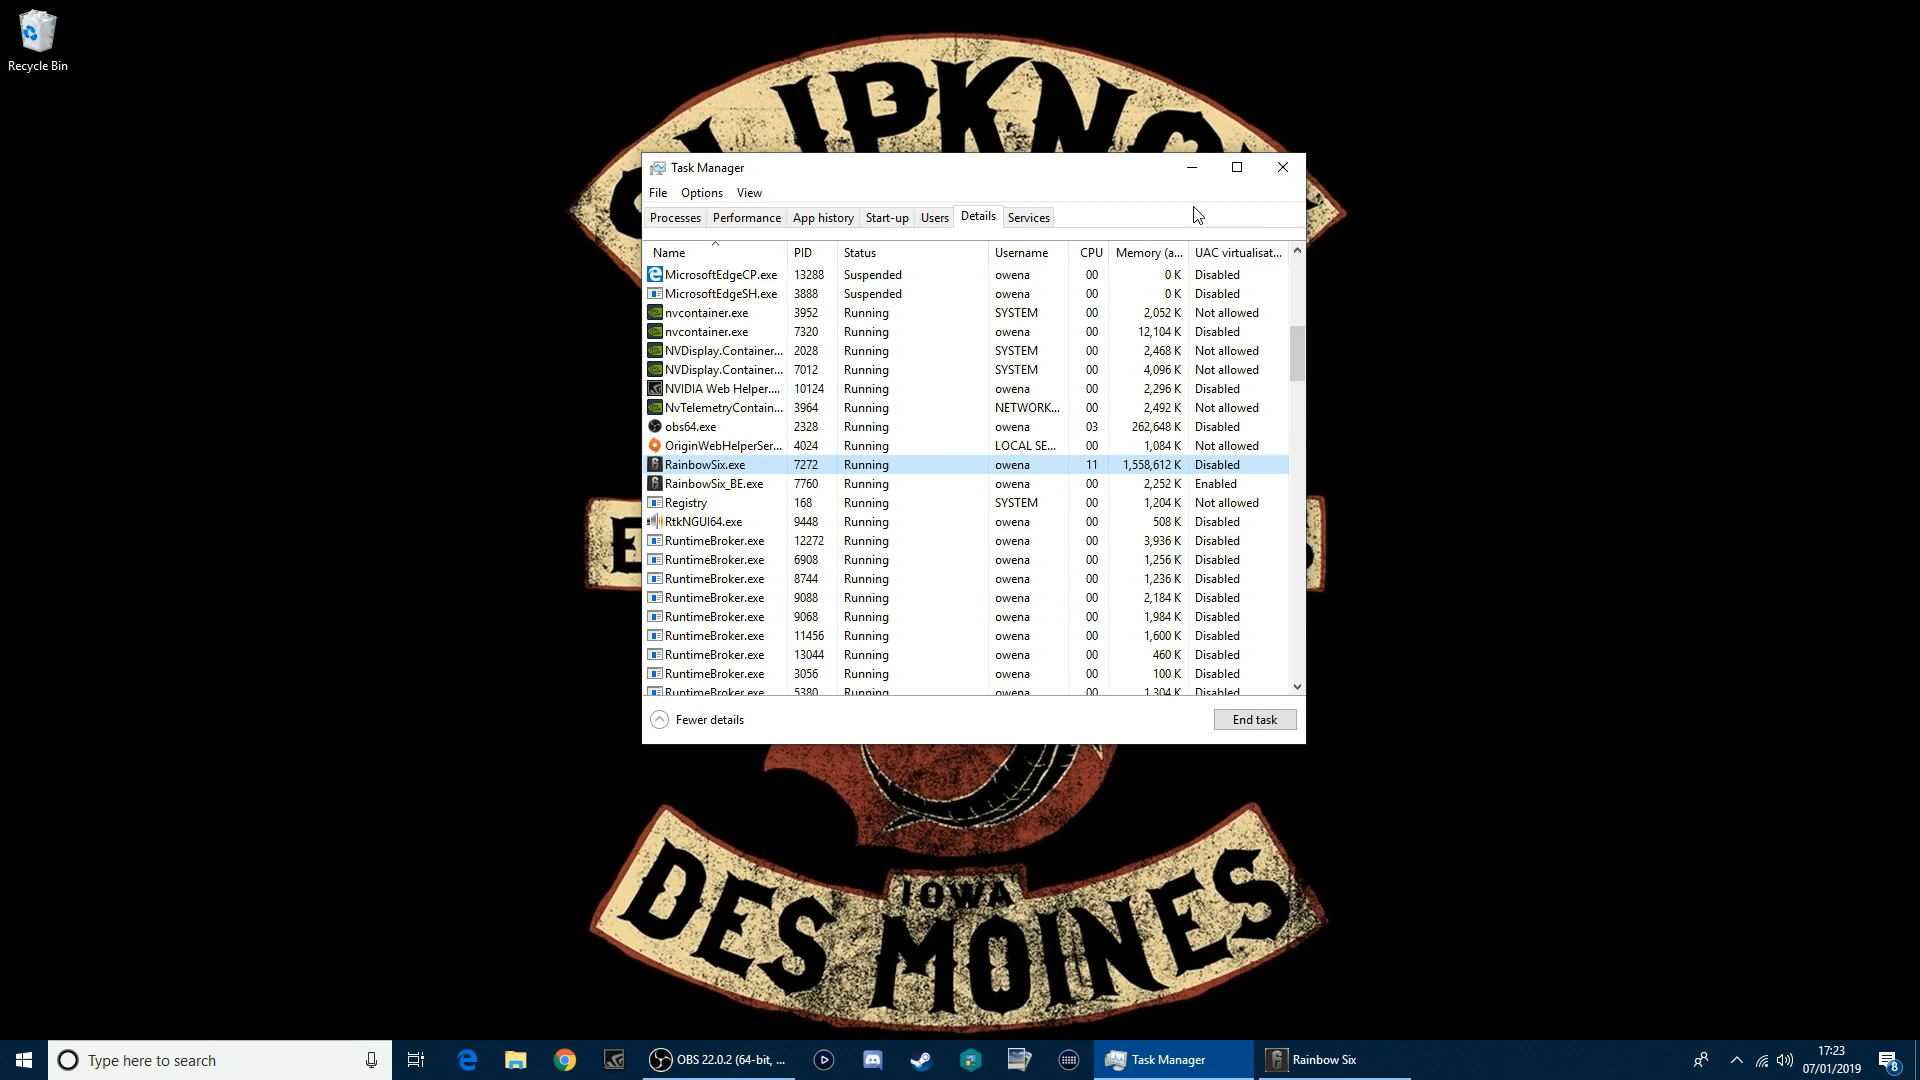 Recycle Bin
LIPKNO
Task Manager
File Options View
Processes Performance App history Start-up Users Details Services
Name PID Status Username CPU Memory (a... UAC virtualisat...
MicrosoftEdgeCP.exe 13288 Suspended owena 00 0 K Disabled
MicrosoftEdgeSH.exe 3888 Suspended owena 00 0 K Disabled
nvcontainer.exe 3952 Running SYSTEM 00 2,052 K Not allowed
nvcontainer.exe 7320 Running owena 00 12,104 K Disabled
NVDisplay.Container... 2028 Running SYSTEM 00 2,468 K Not allowed
NVDisplay.Container... 7012 Running SYSTEM 00 4,096 K Not allowed
NVIDIA Web Helper.... 10124 Running owena 00 2,296 K Disabled
NvTelemetryContain... 3964 Running NETWORK... 00 2,492 K Not allowed
obs64.exe 2328 Running owena 03 262,648 K Disabled
OriginWebHelperSer... 4024 Running LOCAL SE... 00 1,084 K Not allowed
RainbowSix.exe 7272 Running owena 11 1,558,612 K Disabled
RainbowSix_BE.exe 7760 Running owena 00 2,252 K Enabled
Registry 168 Running SYSTEM 00 1,204 K Not allowed
RtkNGUI64.exe 9448 Running owena 00 508 K Disabled
RuntimeBroker.exe 12272 Running owena 00 3,936 K Disabled
RuntimeBroker.exe 6908 Running owena 00 1,256 K Disabled
RuntimeBroker.exe 8744 Running owena 00 1,236 K Disabled
RuntimeBroker.exe 9088 Running owena 00 2,184 K Disabled
RuntimeBroker.exe 9068 Running owena 00 1,984 K Disabled
RuntimeBroker.exe 11456 Running owena 00 1,600 K Disabled
RuntimeBroker.exe 13044 Running owena 00 460 K Disabled
RuntimeBroker.exe 3056 Running owena 00 100 K Disabled
RuntimeBroker.exe 5380 Running owena 00 1,304 K Disabled
Fewer details End task
IOWA
DES MOINES
Type here to search
OBS 22.0.2 (64-bit, ...
Task Manager
Rainbow Six
17:23
07/01/2019
8